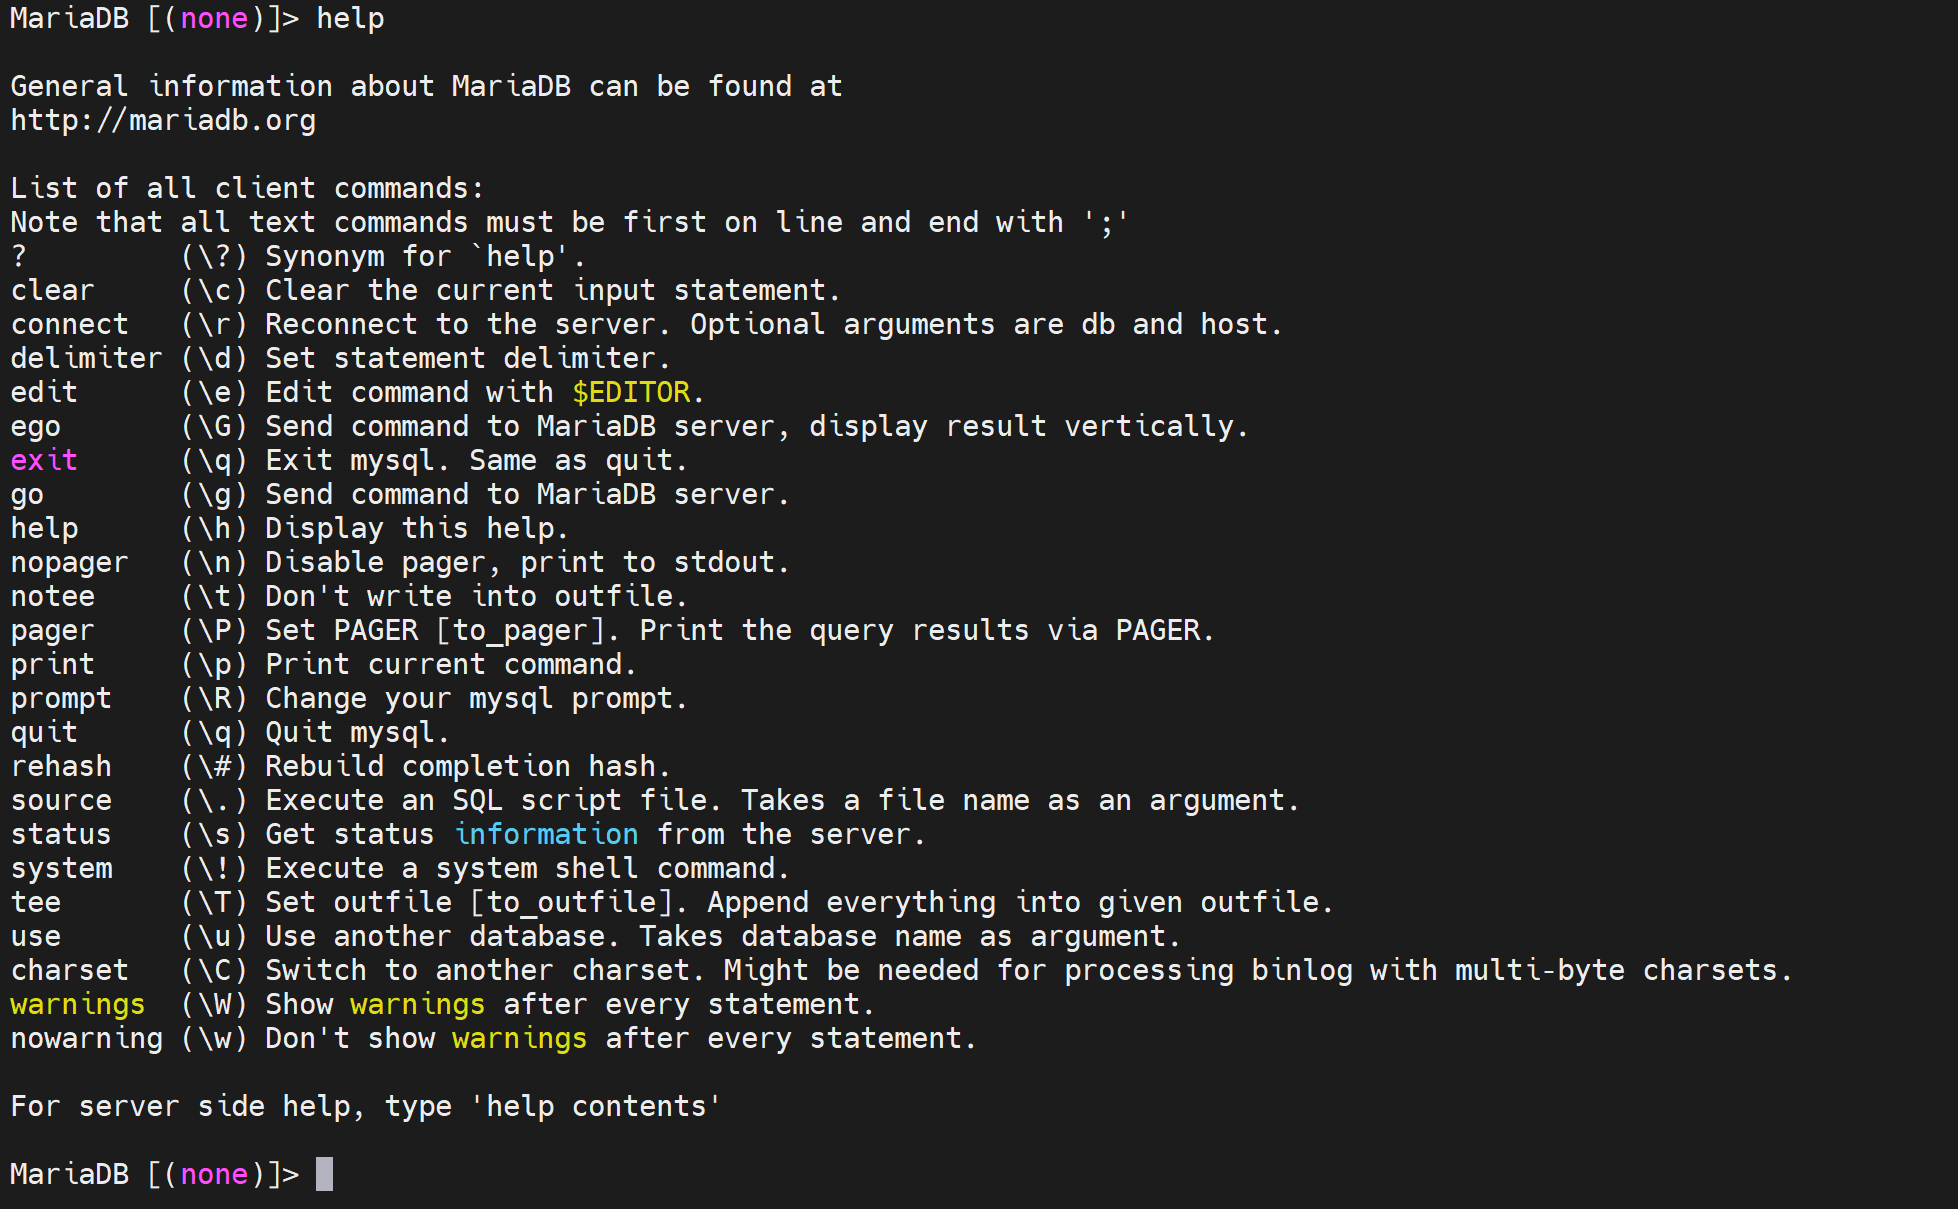 MariaDB [(none)]> help
General information about MariaDB can be found at
http://mariadb.org
List of all client commands:
Note that all text commands must be first on line and end with ';'
?         (\?) Synonym for `help'.
clear     (\c) Clear the current input statement.
connect   (\r) Reconnect to the server. Optional arguments are db and host.
delimiter (\d) Set statement delimiter.
edit      (\e) Edit command with $EDITOR.
ego       (\G) Send command to MariaDB server, display result vertically.
exit      (\q) Exit mysql. Same as quit.
go        (\g) Send command to MariaDB server.
help      (\h) Display this help.
nopager   (\n) Disable pager, print to stdout.
notee     (\t) Don't write into outfile.
pager     (\P) Set PAGER [to_pager]. Print the query results via PAGER.
print     (\p) Print current command.
prompt    (\R) Change your mysql prompt.
quit      (\q) Quit mysql.
rehash    (\#) Rebuild completion hash.
source    (\.) Execute an SQL script file. Takes a file name as an argument.
status    (\s) Get status information from the server.
system    (\!) Execute a system shell command.
tee       (\T) Set outfile [to_outfile]. Append everything into given outfile.
use       (\u) Use another database. Takes database name as argument.
charset   (\C) Switch to another charset. Might be needed for processing binlog with multi-byte charsets.
warnings  (\W) Show warnings after every statement.
nowarning (\w) Don't show warnings after every statement.
For server side help, type 'help contents'
MariaDB [(none)]>